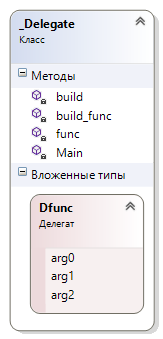 _Delegate
Класс
Методы
build
build_func
func
Main
Вложенные типы
Dfunc
Делегат
arg0
arg1
arg2